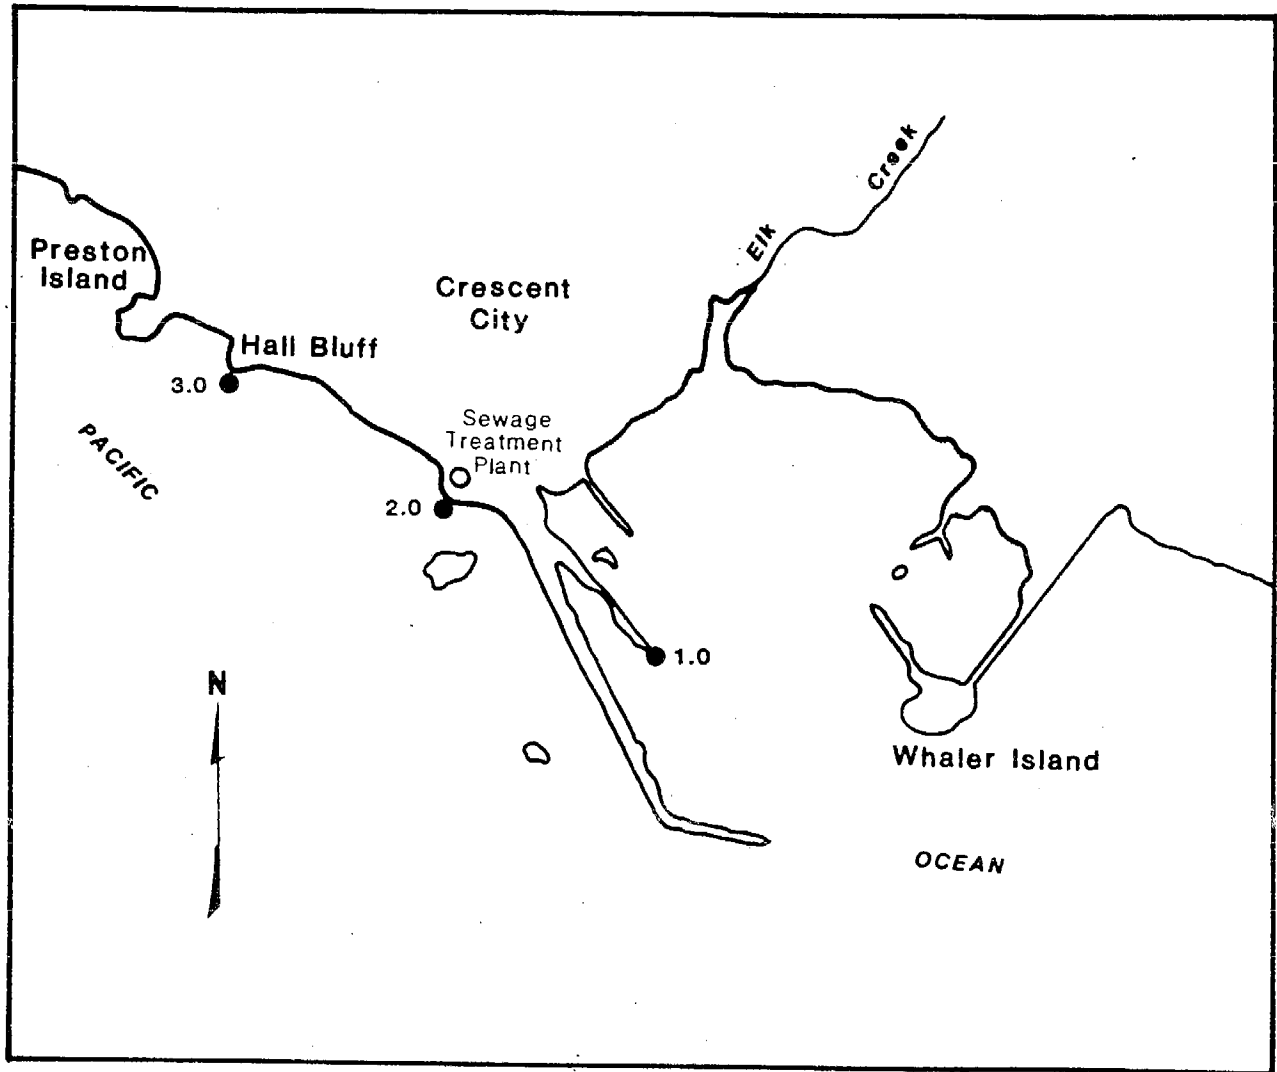 Creek
Elk
Preston
Island
Crescent
City
Hall Bluff
3.0
Sewage
Treatment
Plant
PACIFIC
2.0
1.0
N
Whaler Island
OCEAN